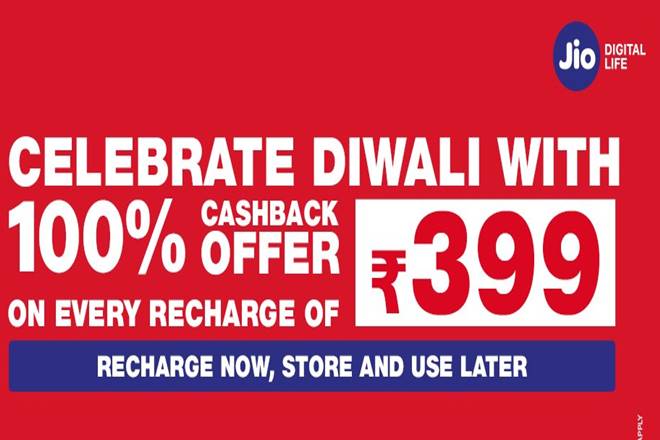 Jio DIGITAL
LIFE
CELEBRATE DIWALI WITH
100% CASHBACK
OFFER
ON EVERY RECHARGE OF
₹399
RECHARGE NOW, STORE AND USE LATER
APPLY